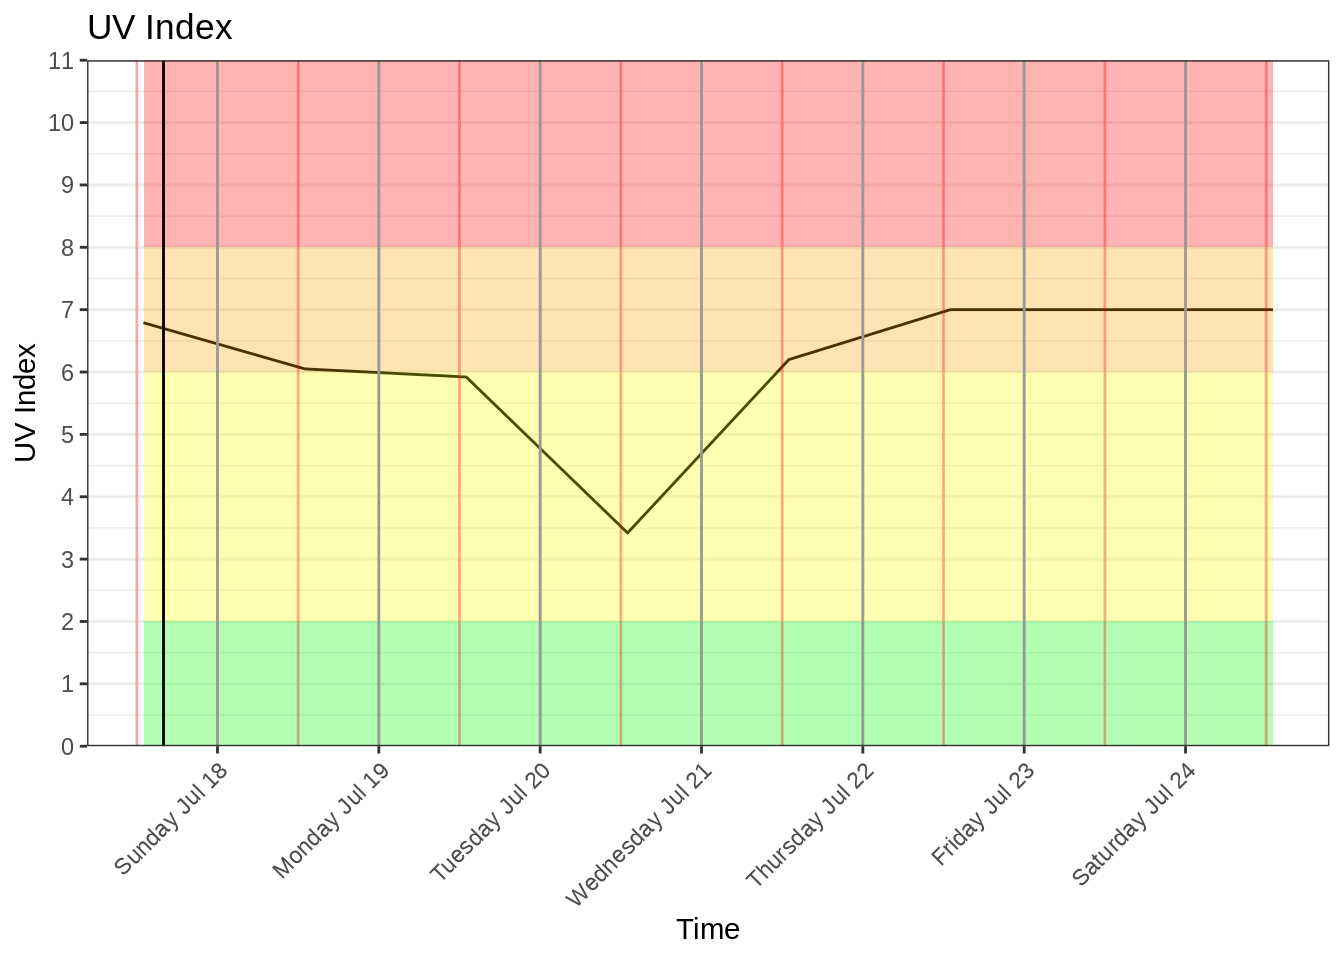 UV Index
11
10
9
8
7
6
5
4
3
2
1
0
UV Index
Sunday Jul 18
Monday Jul 19
Tuesday Jul 20
Wednesday Jul 21
Thursday Jul 22
Friday Jul 23
Saturday Jul 24
Time